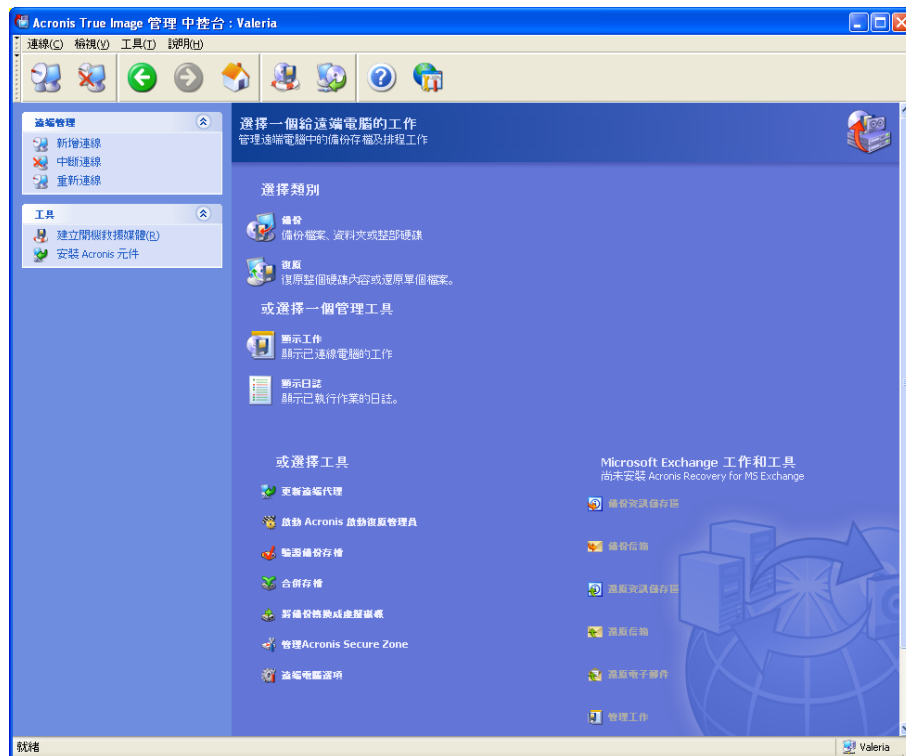 Acronis True Image 管理 中控台 : Valeria
連線(C) 檢視(V) 工具(T) 說明(H)
遠端管理
新增連線
中斷連線
重新連線
工具
建立開機救援媒體(R)
安裝 Acronis 元件
選擇一個給遠端電腦的工作
管理遠端電腦中的備份存檔及排程工作
選擇類別
備份
備份檔案、資料夾或整部硬碟
復原
復原整個硬碟內容或還原單個檔案。
或選擇一個管理工具
顯示工作
顯示已連線電腦的工作
顯示日誌
顯示已執行作業的日誌。
或選擇工具
更新遠端代理
啟動 Acronis 啟動復原管理員
驗證備份存檔
合併存檔
將備份轉換成虛擬磁碟
管理Acronis Secure Zone
遠端電腦選項
Microsoft Exchange 工作和工具
尚未安裝 Acronis Recovery for MS Exchange
備份資訊儲存區
備份信箱
還原資訊儲存區
還原信箱
還原電子郵件
管理工作
就緒
Valeria